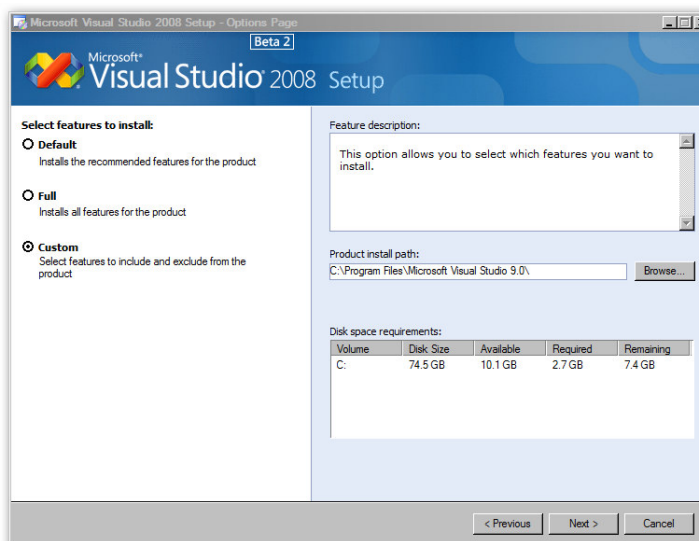 Microsoft Visual Studio 2008 Setup - Options Page
Beta 2
Microsoft®
Visual Studio® 2008 Setup
Select features to install:
Default
Installs the recommended features for the product
Full
Installs all features for the product
Custom
Select features to include and exclude from the
product
Feature description:
This option allows you to select which features you want to
install.
Product install path:
C:\Program Files\Microsoft Visual Studio 9.0\
Browse...
Disk space requirements:
Volume Disk Size Available Required Remaining
C: 74.5 GB 10.1 GB 2.7 GB 7.4 GB
< Previous Next > Cancel